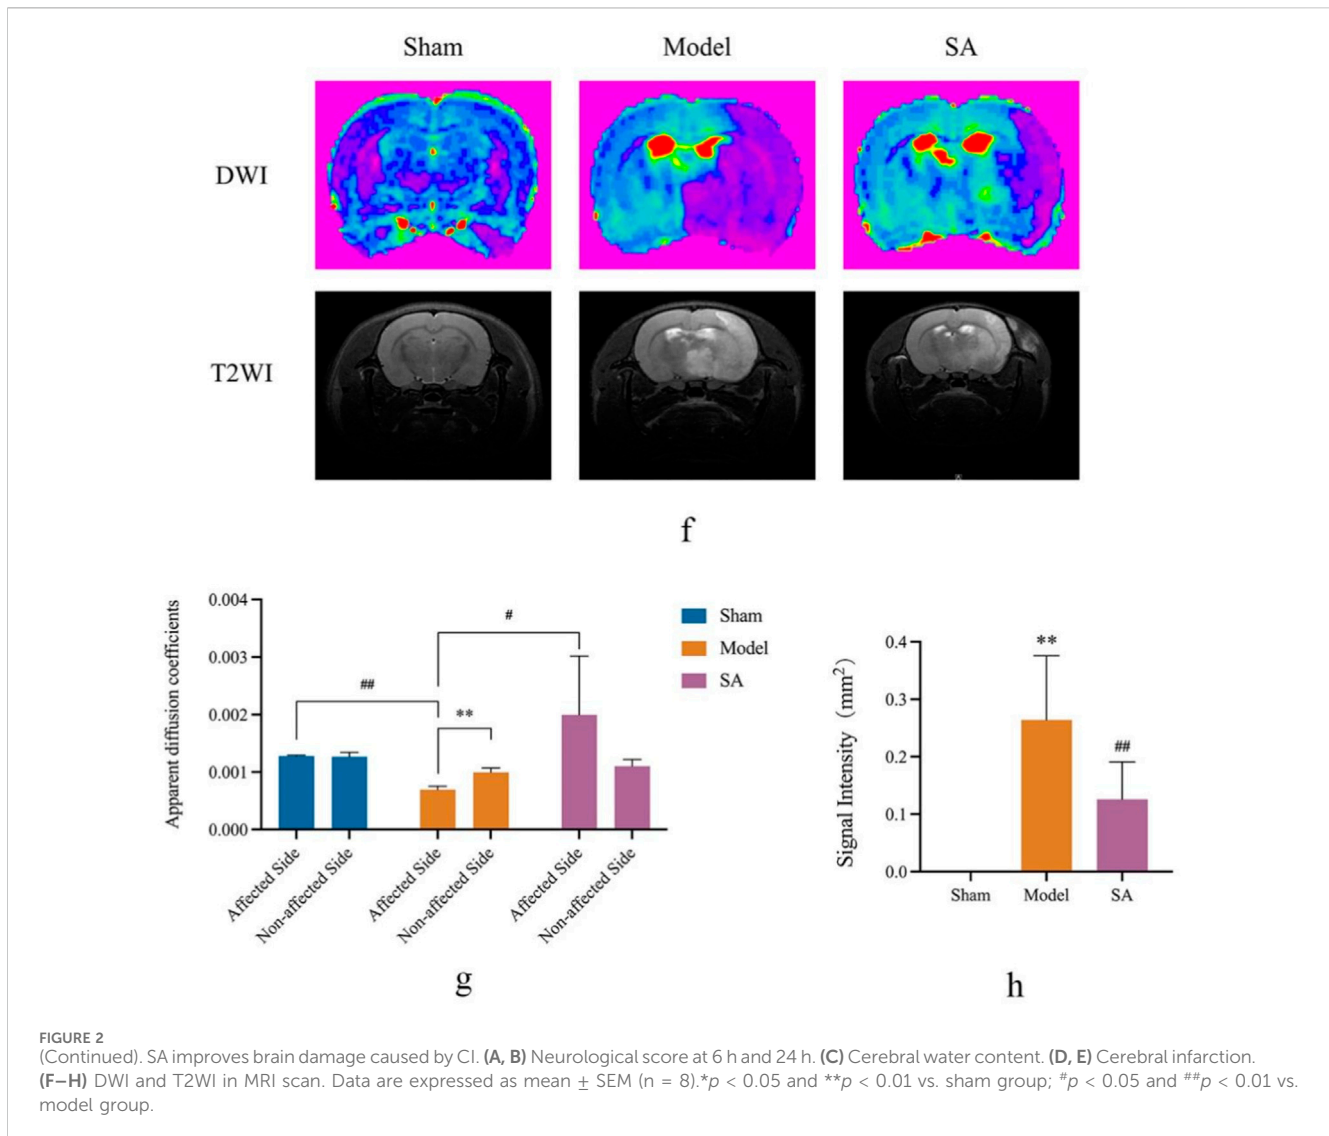 Sham Model SA
DWI
T2WI
f
Apparent diffusion coefficients
0.004
0.003
0.002
0.001
0.000
#
##
**
Sham
Model
SA
Affected Side
Non-affected Side
Affected Side
Non-affected Side
Affected Side
Non-affected Side
g
Signal Intensity (mm²)
0.4
0.3
0.2
0.1
0.0
**
##
Sham Model SA
h
FIGURE 2
(Continued). SA improves brain damage caused by CI. (A, B) Neurological score at 6 h and 24 h. (C) Cerebral water content. (D, E) Cerebral infarction.
(F–H) DWI and T2WI in MRI scan. Data are expressed as mean ± SEM (n = 8).*p < 0.05 and **p < 0.01 vs. sham group; #p < 0.05 and ##p < 0.01 vs.
model group.